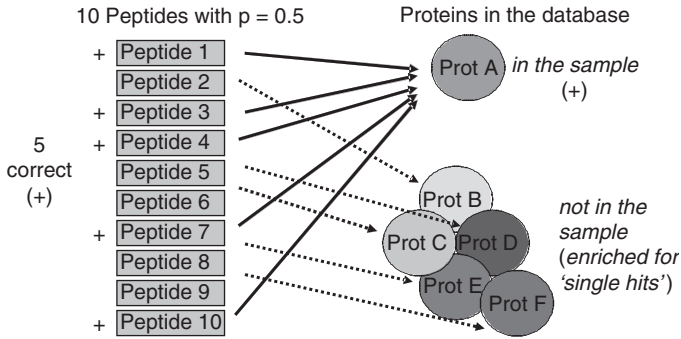 10 Peptides with p = 0.5
Proteins in the database
+ Peptide 1
Peptide 2
+ Peptide 3
+ Peptide 4
Peptide 5
Peptide 6
+ Peptide 7
Peptide 8
Peptide 9
+ Peptide 10
5
correct
(+)
Prot A
in the sample
(+)
Prot B
Prot C
Prot D
Prot E
Prot F
not in the
sample
(enriched for
‘single hits’)